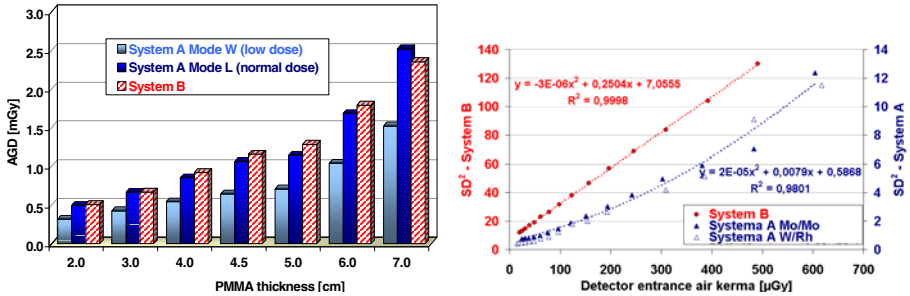 3.0
2.5
2.0
1.5
1.0
0.5
0.0
AGD [mGy]
System A Mode W (low dose)
System A Mode L (normal dose)
System B
2.0 3.0 4.0 4.5 5.0 6.0 7.0
PMMA thickness [cm]
140
120
100
80
60
40
20
0
SD² - System B
y = -3E-06x² + 0,2504x + 7,0555
R² = 0,9998
y = 2E-05x² + 0,0079x + 0,5868
R² = 0,9801
System B
Systema A Mo/Mo
Systema A W/Rh
14
12
10
8
6
4
2
0
SD² - System A
0 100 200 300 400 500 600 700
Detector entrance air kerma [µGy]